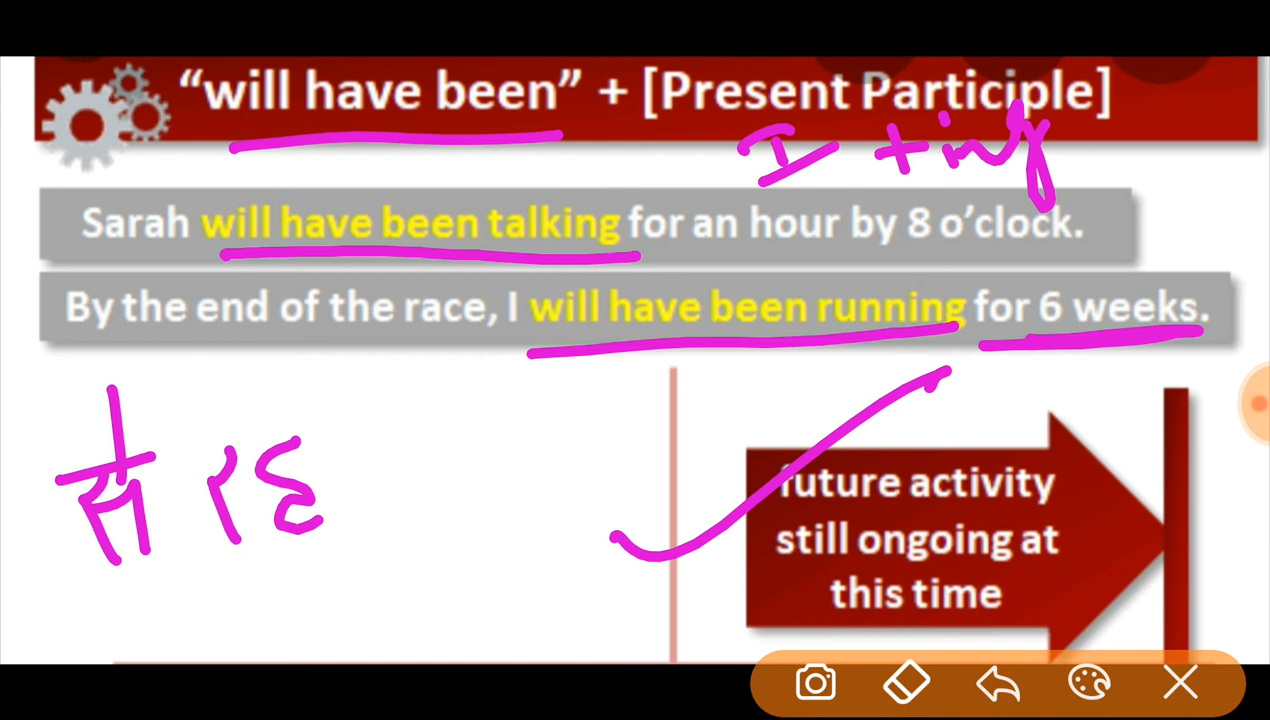 “will have been” + [Present Participle]
I + ing
Sarah will have been talking for an hour by 8 o’clock.
By the end of the race, I will have been running for 6 weeks.
future activity
still ongoing at
this time